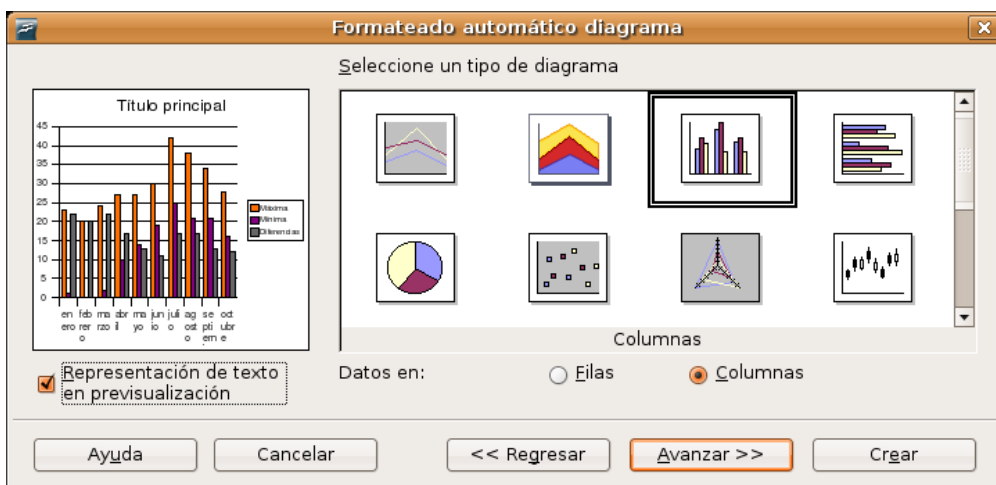 Formateado automático diagrama
Seleccione un tipo de diagrama
Título principal
45
40
35
30
25
20
15
10
5
0
Máxima
Mínima
Diferencias
en febr ma abr ma jun juli ag se oct
ero rer rzo il yo io o ost pti ubr
o o em e
Columnas
Representación de texto
en previsualización
Datos en:
Filas
Columnas
Ayuda
Cancelar
<< Regresar
Avanzar >>
Crear